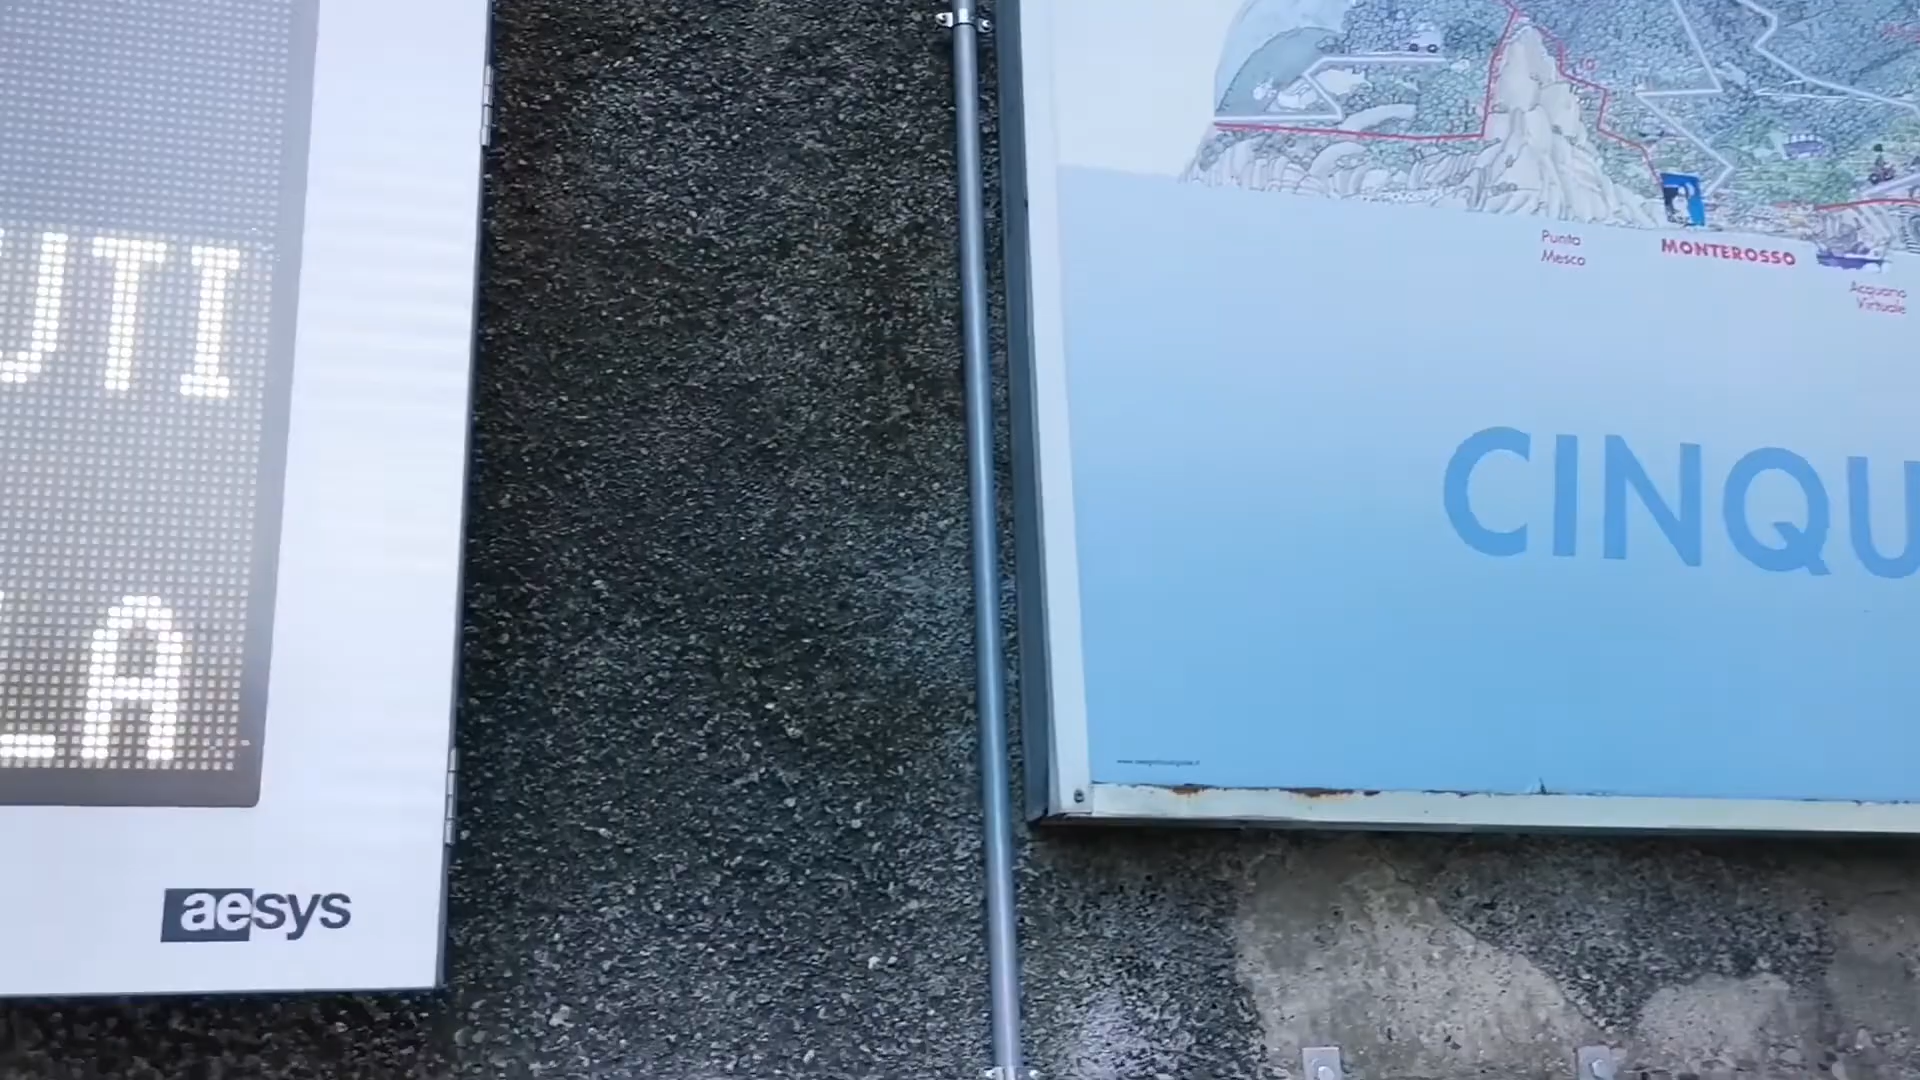 UTI
LA
aesys
Punta
Mesco
MONTEROSSO
Acquario
Virtuale
CINQU